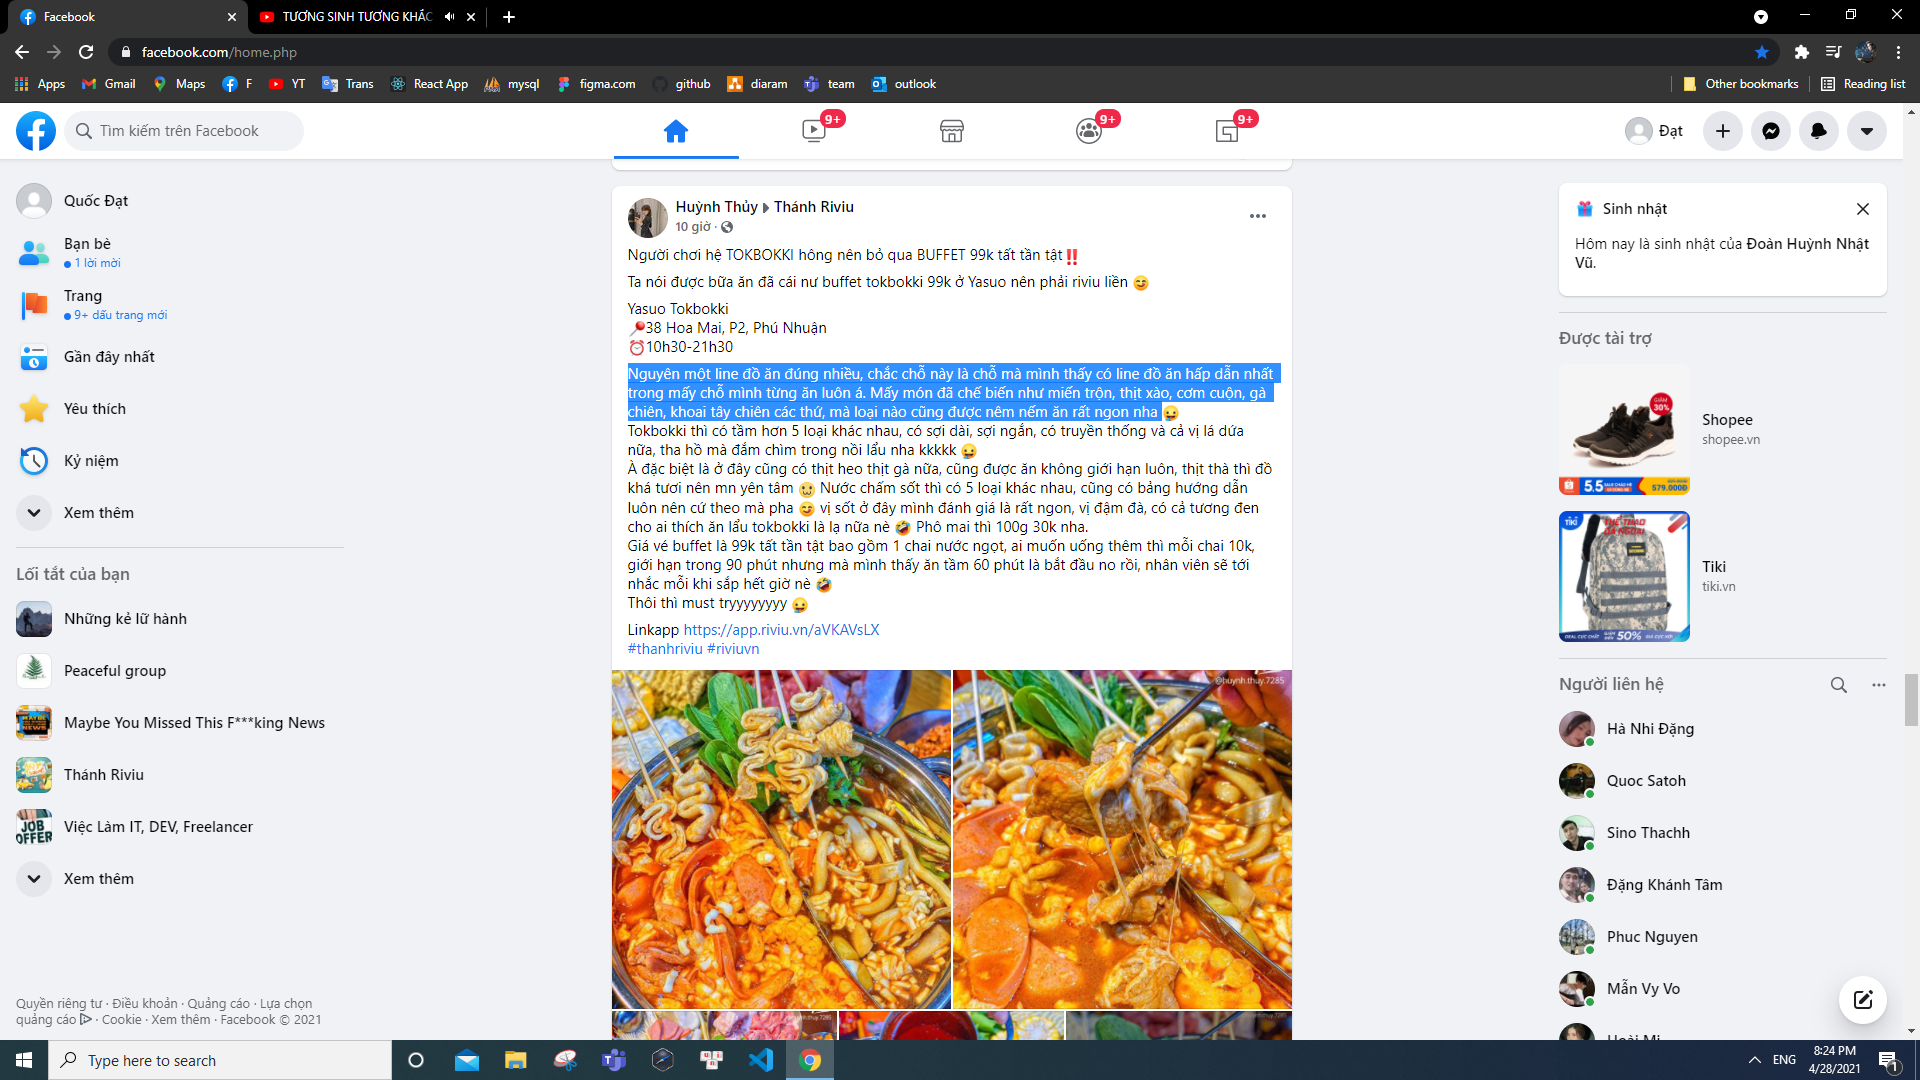 Facebook
TƯƠNG SINH TƯƠNG KHẮC
facebook.com/home.php
Apps
Gmail
Maps
F
YT
Trans
React App
mysql
figma.com
github
diaram
team
outlook
Other bookmarks
Reading list
Tìm kiếm trên Facebook
9+
9+
9+
Đạt
Quốc Đạt
Bạn bè
1 lời mời
Trang
9+ dấu trang mới
Gần đây nhất
Yêu thích
Kỷ niệm
Xem thêm
Lối tắt của bạn
Những kẻ lữ hành
Peaceful group
Maybe You Missed This F***king News
Thánh Riviu
Việc Làm IT, DEV, Freelancer
Xem thêm
Quyền riêng tư · Điều khoản · Quảng cáo · Lựa chọn
quảng cáo · Cookie · Xem thêm · Facebook © 2021
Huỳnh Thủy Thánh Riviu
10 giờ ·
Người chơi hệ TOKBOKKI hông nên bỏ qua BUFFET 99k tất tần tật‼️
Ta nói được bữa ăn đã cái nư buffet tokbokki 99k ở Yasuo nên phải riviu liền 😋
Yasuo Tokbokki
📍38 Hoa Mai, P2, Phú Nhuận
⏰10h30-21h30
Nguyên một line đồ ăn đúng nhiều, chắc chỗ này là chỗ mà mình thấy có line đồ ăn hấp dẫn nhất
trong mấy chỗ mình từng ăn luôn á. Mấy món đã chế biến như miến trộn, thịt xào, cơm cuộn, gà
chiên, khoai tây chiên các thứ, mà loại nào cũng được nêm nếm ăn rất ngon nha 😜
Tokbokki thì có tầm hơn 5 loại khác nhau, có sợi dài, sợi ngắn, có truyền thống và cả vị lá dứa
nữa, tha hồ mà đắm chìm trong nồi lẩu nha kkkkk 😜
À đặc biệt là ở đây cũng có thịt heo thịt gà nữa, cũng được ăn không giới hạn luôn, thịt thà thì đồ
khá tươi nên mn yên tâm 🥴 Nước chấm sốt thì có 5 loại khác nhau, cũng có bảng hướng dẫn
luôn nên cứ theo mà pha 😋 vị sốt ở đây mình đánh giá là rất ngon, vị đậm đà, có cả tương đen
cho ai thích ăn lẩu tokbokki là lạ nữa nè 🤣 Phô mai thì 100g 30k nha.
Giá vé buffet là 99k tất tần tật bao gồm 1 chai nước ngọt, ai muốn uống thêm thì mỗi chai 10k,
giới hạn trong 90 phút nhưng mà mình thấy ăn tầm 60 phút là bắt đầu no rồi, nhân viên sẽ tới
nhắc mỗi khi sắp hết giờ nè 🤣
Thôi thì must tryyyyyyyy 😜
Linkapp https://app.riviu.vn/aVKAVsLX
#thanhriviu #riviuvn
@huynh.thuy.7285
Sinh nhật
Hôm nay là sinh nhật của Đoàn Huỳnh Nhật
Vũ.
Được tài trợ
GIẢM
30%
5.5
579.000Đ
Shopee
shopee.vn
TIKI
THỂ THAO
DÃ NGOẠI
50%
Tiki
tiki.vn
Người liên hệ
Hà Nhi Đặng
Quoc Satoh
Sino Thachh
Đặng Khánh Tâm
Phuc Nguyen
Mẫn Vy Vo
Type here to search
ENG
8:24 PM
4/28/2021
1